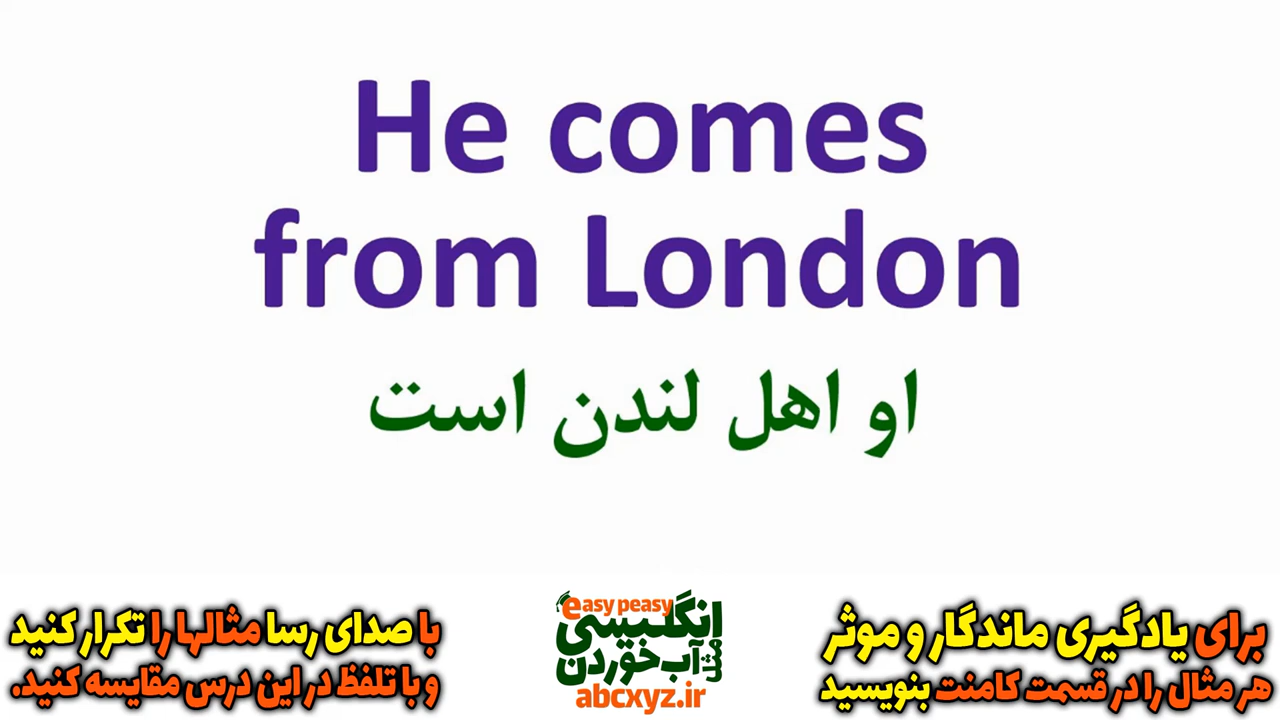 He comes
from London
او اهل لندن است
برای یادگیری ماندگار و موثر
هر مثال را در قسمت کامنت بنویسید
easy peasy
انگلیسی
مثل آب خوردن
abcxyz.ir
با صدای رسا مثالها را تکرار کنید
و با تلفظ در این درس مقایسه کنید.